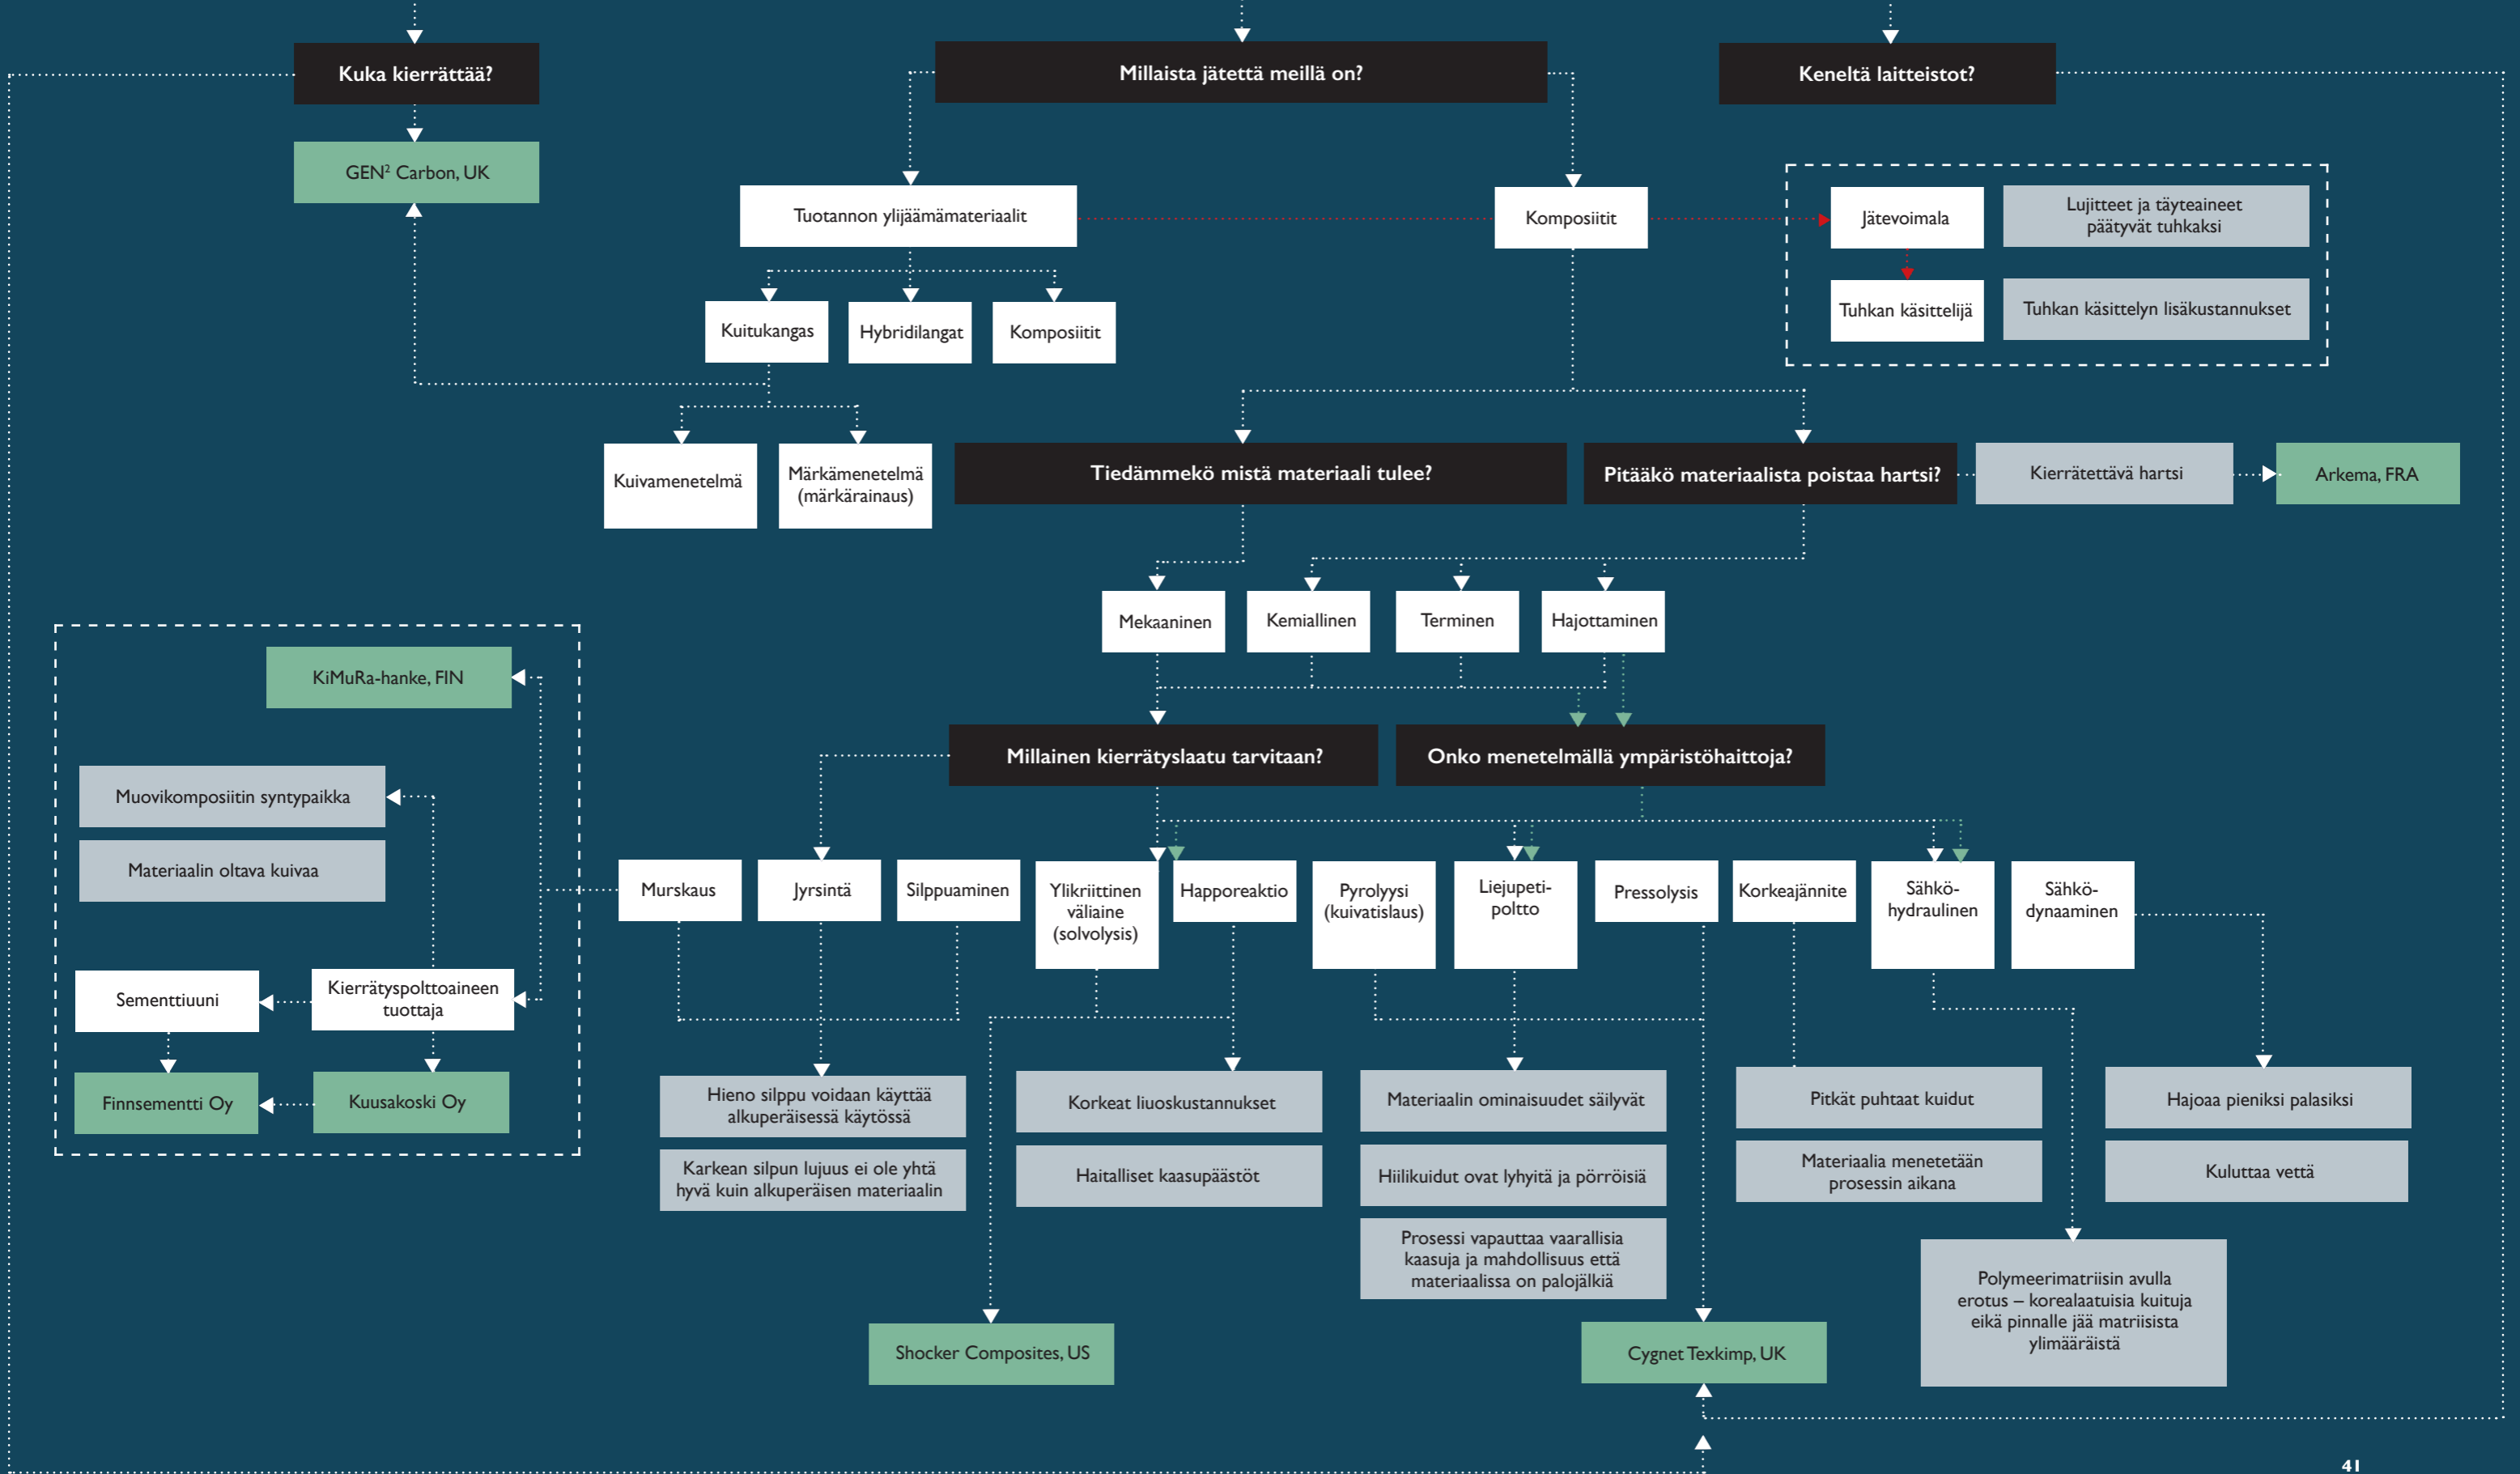 Kuka kierrättää?
Millaista jätettä meillä on?
Keneltä laitteistot?
GEN² Carbon, UK
Tuotannon ylijäämämateriaalit
Komposiitit
Jätevoimala
Lujitteet ja täyteaineet
päätyvät tuhkaksi
Tuhkan käsittelijä
Tuhkan käsittelyn lisäkustannukset
Kuitukangas
Hybridilangat
Komposiitit
Kuivamenetelmä
Märkämenetelmä
(märkärainaus)
Tiedämmekö mistä materiaali tulee?
Pitääkö materiaalista poistaa hartsi?
Kierrätettävä hartsi
Arkema, FRA
Mekaaninen
Kemiallinen
Terminen
Hajottaminen
KiMuRa-hanke, FIN
Millainen kierrätyslaatu tarvitaan?
Onko menetelmällä ympäristöhaittoja?
Muovikomposiitin syntypaikka
Materiaalin oltava kuivaa
Murskaus
Jyrsintä
Silppuaminen
Ylikriittinen
väliaine
(solvolysis)
Happoreaktio
Pyrolyysi
(kuivatislaus)
Liejupeti-
poltto
Pressolysis
Korkeajännite
Sähkö-
hydraulinen
Sähkö-
dynaaminen
Sementtiuuni
Kierrätyspolttoaineen
tuottaja
Finnsementti Oy
Kuusakoski Oy
Hieno silppu voidaan käyttää
alkuperäisessä käytössä
Karkean silpun lujuus ei ole yhtä
hyvä kuin alkuperäisen materiaalin
Korkeat liuoskustannukset
Haitalliset kaasupäästöt
Materiaalin ominaisuudet säilyvät
Hiilikuidut ovat lyhyitä ja pörröisiä
Prosessi vapauttaa vaarallisia
kaasuja ja mahdollisuus että
materiaalissa on palojälkiä
Pitkät puhtaat kuidut
Materiaalia menetetään
prosessin aikana
Hajoaa pieniksi palasiksi
Kuluttaa vettä
Polymeerimatriisin avulla
erotus – korealaatuisia kuituja
eikä pinnalle jää matriisista
ylimääräistä
Shocker Composites, US
Cygnet Texkimp, UK
41